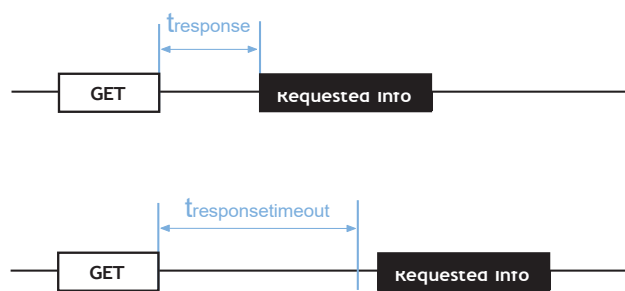 tresponse
GET
Requested Info
tresponsetimeout
GET
Requested Info